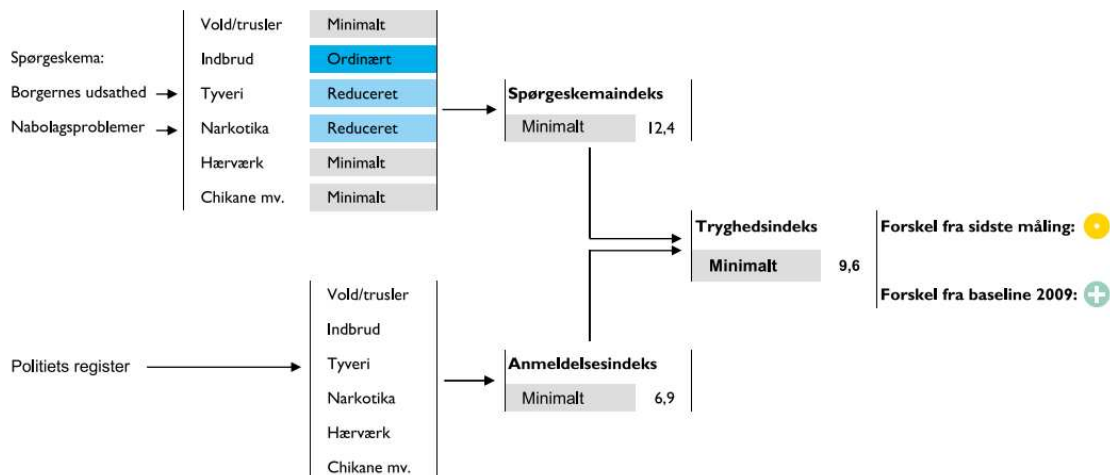 Spørgeskema:
Borgernes udsathed
Nabolagsproblemer
Vold/trusler Minimalt
Indbrud Ordinært
Tyveri Reduceret
Narkotika Reduceret
Hærværk Minimalt
Chikane mv. Minimalt
Spørgeskemaindeks
Minimalt 12,4
Politiets register
Vold/trusler
Indbrud
Tyveri
Narkotika
Hærværk
Chikane mv.
Anmeldelsesindeks
Minimalt 6,9
Tryghedsindeks
Minimalt 9,6
Forskel fra sidste måling:
Forskel fra baseline 2009: